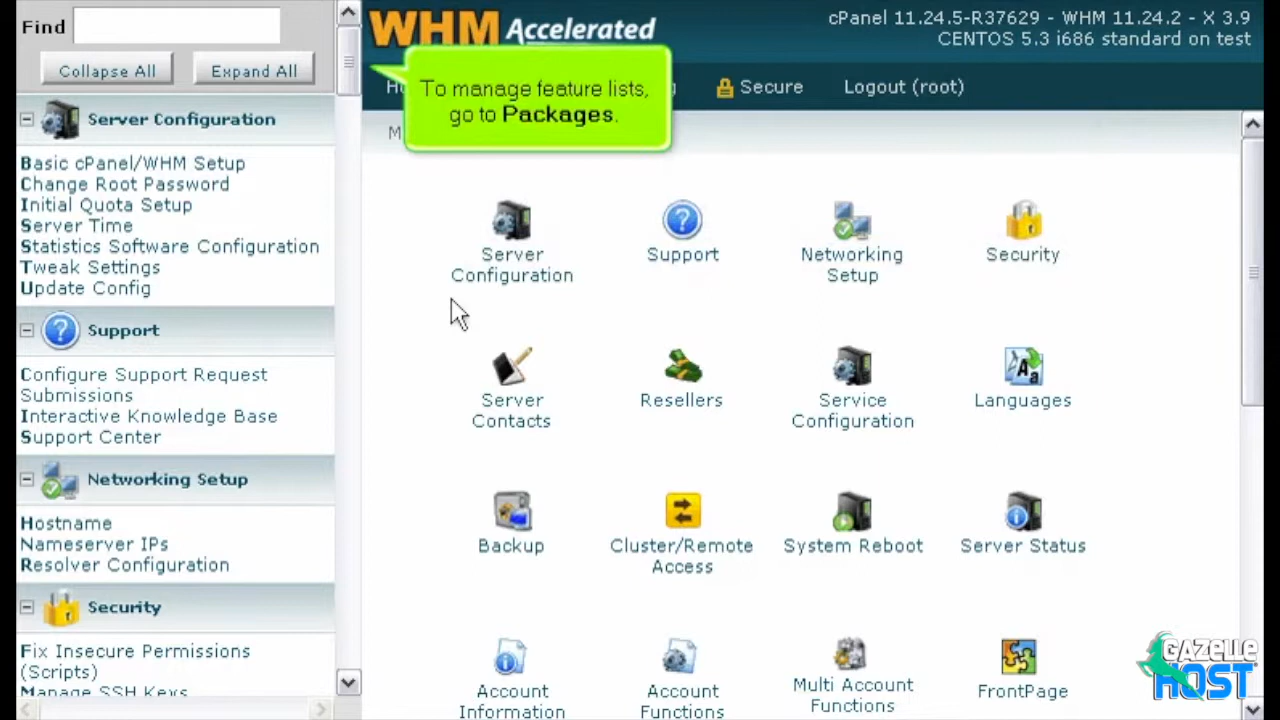 Find
Collapse All
Expand All
Server Configuration
Basic cPanel/WHM Setup
Change Root Password
Initial Quota Setup
Server Time
Statistics Software Configuration
Tweak Settings
Update Config
Support
Configure Support Request
Submissions
Interactive Knowledge Base
Support Center
Networking Setup
Hostname
Nameserver IPs
Resolver Configuration
Security
Fix Insecure Permissions
(Scripts)
Manage SSH Keys
WHM Accelerated
cPanel 11.24.5-R37629 - WHM 11.24.2 - X 3.9
CENTOS 5.3 i686 standard on test
Secure
Logout (root)
To manage feature lists,
go to Packages.
Server
Configuration
Support
Networking
Setup
Security
Server
Contacts
Resellers
Service
Configuration
Languages
Backup
Cluster/Remote
Access
System Reboot
Server Status
Account
Information
Account
Functions
Multi Account
Functions
FrontPage
GAZELLE
HOST